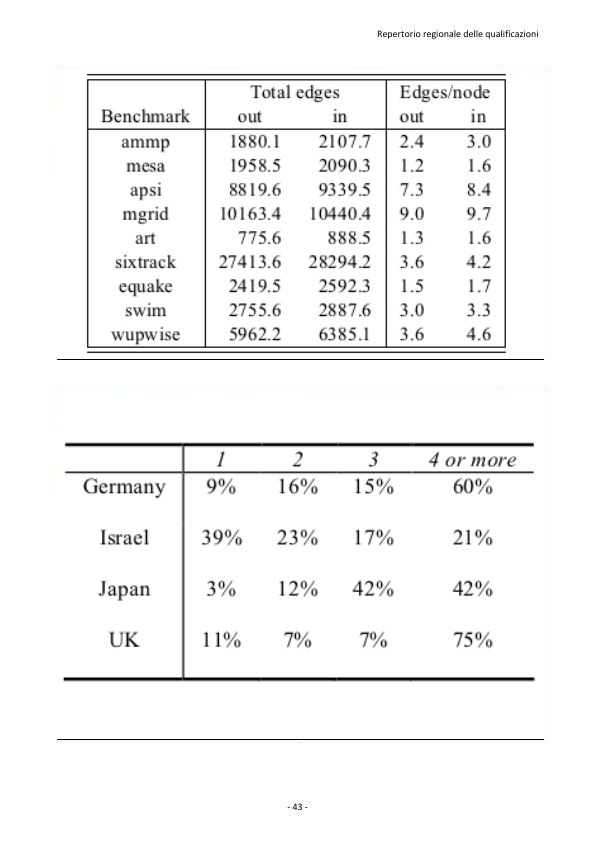 Repertorio regionale delle qualificazioni
Total edges Edges/node
Benchmark out in out in
ammp 1880.1 2107.7 2.4 3.0
mesa 1958.5 2090.3 1.2 1.6
apsi 8819.6 9339.5 7.3 8.4
mgrid 10163.4 10440.4 9.0 9.7
art 775.6 888.5 1.3 1.6
sixtrack 27413.6 28294.2 3.6 4.2
equake 2419.5 2592.3 1.5 1.7
swim 2755.6 2887.6 3.0 3.3
wupwise 5962.2 6385.1 3.6 4.6
1 2 3 4 or more
Germany 9% 16% 15% 60%
Israel 39% 23% 17% 21%
Japan 3% 12% 42% 42%
UK 11% 7% 7% 75%
- 43 -